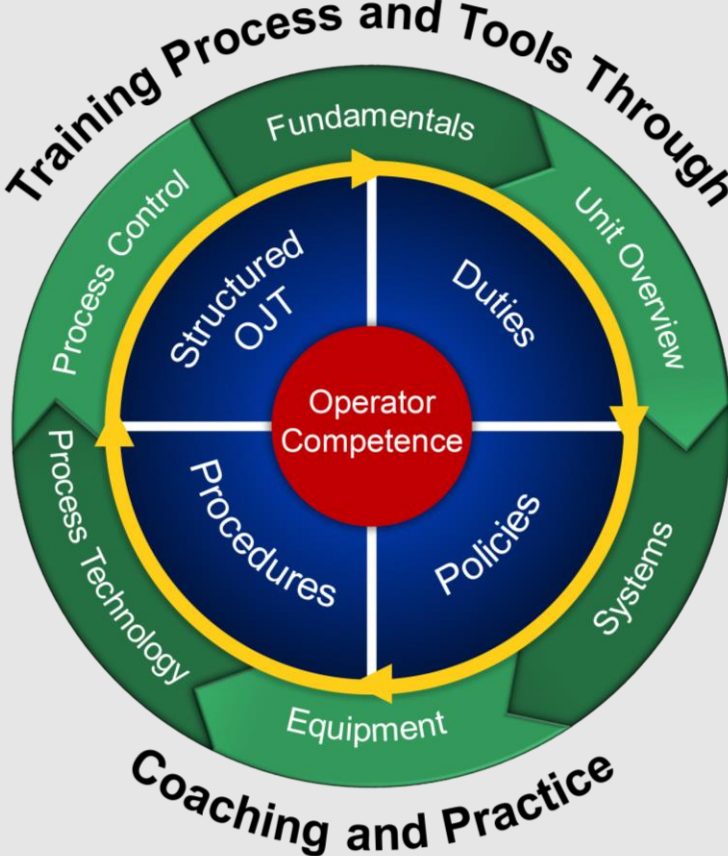 Training Process and Tools Through
Fundamentals
Unit Overview
Systems
Equipment
Process Technology
Process Control
Structured
OJT
Duties
Policies
Procedures
Operator
Competence
Coaching and Practice